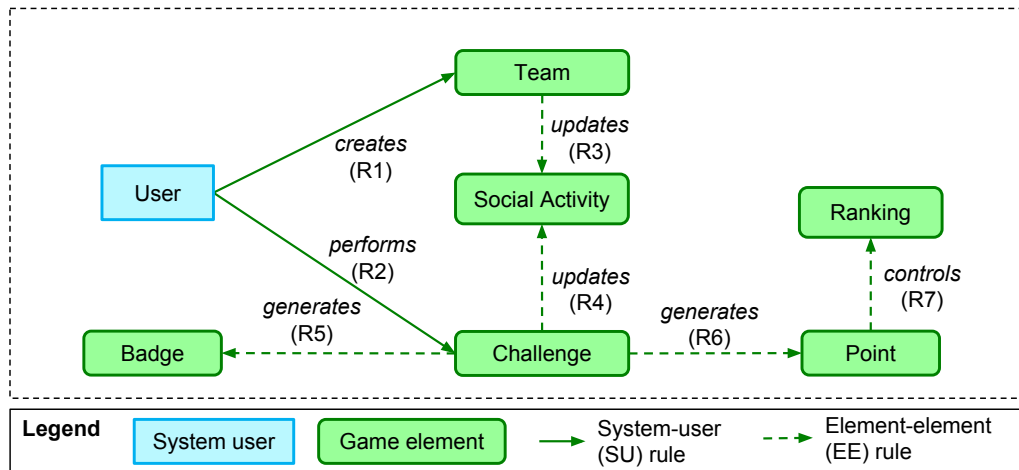 Team
creates
(R1)
updates
(R3)
User
Social Activity
Ranking
performs
(R2)
updates
(R4)
controls
(R7)
generates
(R5)
generates
(R6)
Badge
Challenge
Point
Legend
System user
Game element
System-user
(SU) rule
Element-element
(EE) rule